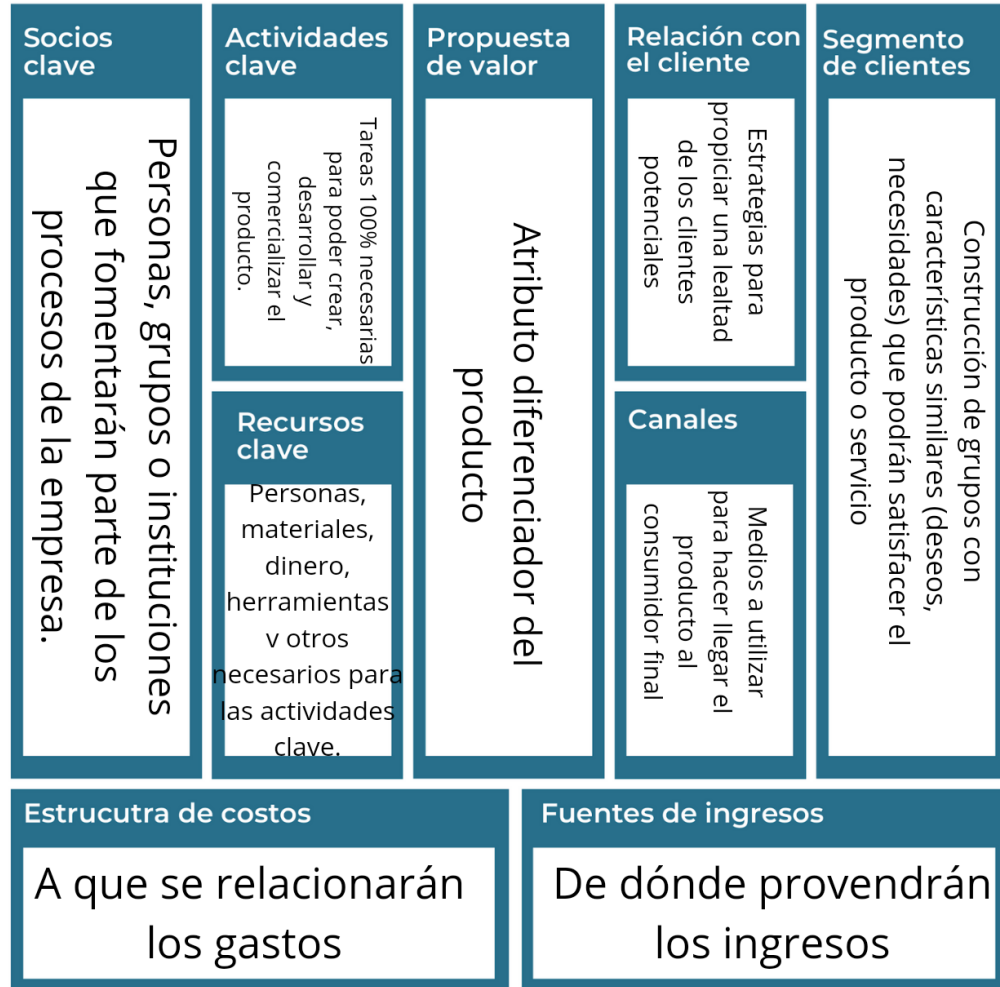 Socios
clave
Personas, grupos o instituciones
que fomentarán parte de los
procesos de la empresa.
Actividades
clave
Tareas 100% necesarias
para poder crear,
desarrollar y
comercializar el
producto.
Recursos
clave
Personas,
materiales,
dinero,
herramientas
y otros
necesarios para
las actividades
clave.
Propuesta
de valor
Atributo diferenciador del
producto
Relación con
el cliente
Estrategias para
propiciar una lealtad
de los clientes
potenciales
Canales
Medios a utilizar
para hacer llegar el
producto al
consumidor final
Segmento
de clientes
Construcción de grupos con
características similares (deseos,
necesidades) que podrán satisfacer el
producto o servicio
Estrucutra de costos
A que se relacionarán
los gastos
Fuentes de ingresos
De dónde provendrán
los ingresos